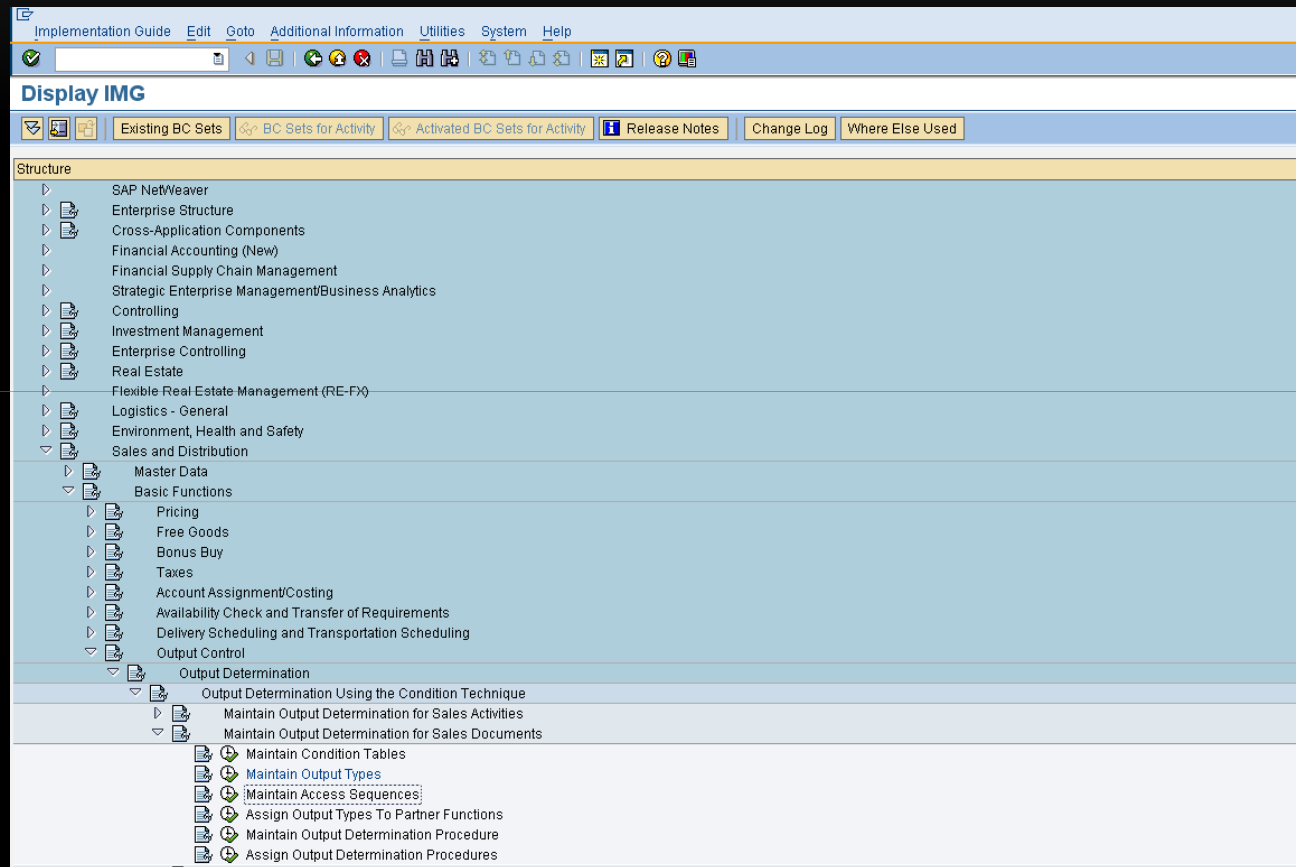 Implementation Guide Edit Goto Additional Information Utilities System Help
Display IMG
Existing BC Sets BC Sets for Activity Activated BC Sets for Activity Release Notes Change Log Where Else Used
Structure
SAP NetWeaver
Enterprise Structure
Cross-Application Components
Financial Accounting (New)
Financial Supply Chain Management
Strategic Enterprise Management/Business Analytics
Controlling
Investment Management
Enterprise Controlling
Real Estate
Flexible Real Estate Management (RE-FX)
Logistics - General
Environment, Health and Safety
Sales and Distribution
Master Data
Basic Functions
Pricing
Free Goods
Bonus Buy
Taxes
Account Assignment/Costing
Availability Check and Transfer of Requirements
Delivery Scheduling and Transportation Scheduling
Output Control
Output Determination
Output Determination Using the Condition Technique
Maintain Output Determination for Sales Activities
Maintain Output Determination for Sales Documents
Maintain Condition Tables
Maintain Output Types
Maintain Access Sequences
Assign Output Types To Partner Functions
Maintain Output Determination Procedure
Assign Output Determination Procedures